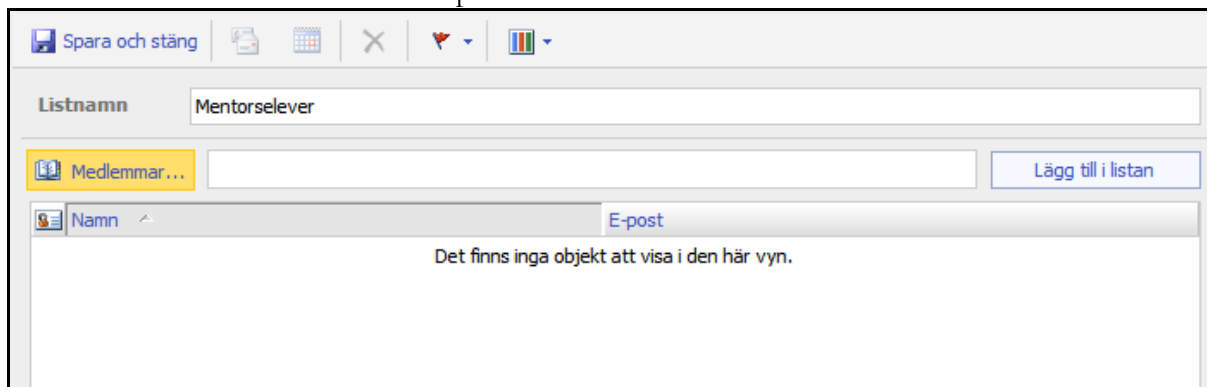 Spara och stäng
Listnamn Mentorselever
Medlemmar... Lägg till i listan
Namn E-post
Det finns inga objekt att visa i den här vyn.